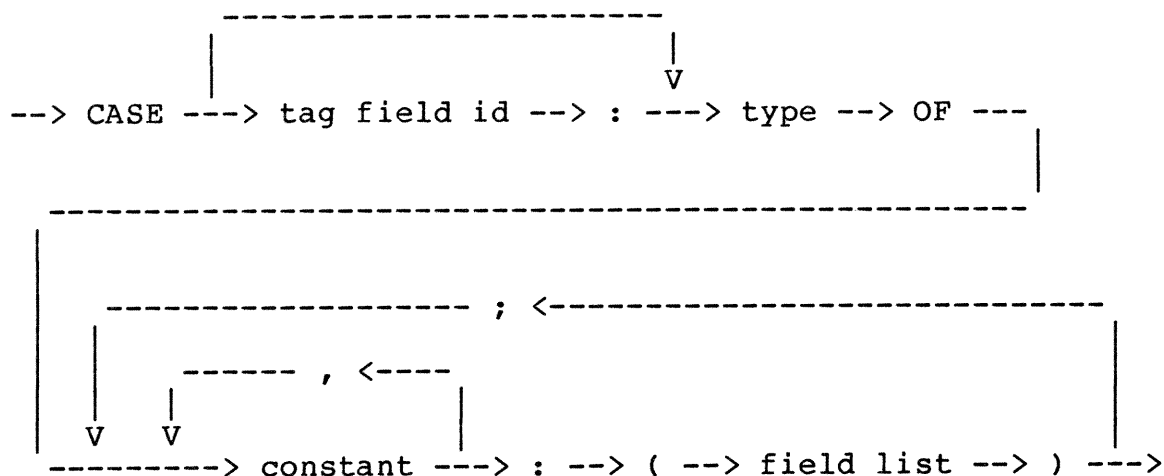 --> CASE ---> tag field id --> : ---> type --> OF ---
;
,
---------> constant ---> : --> ( --> field list --> ) --->